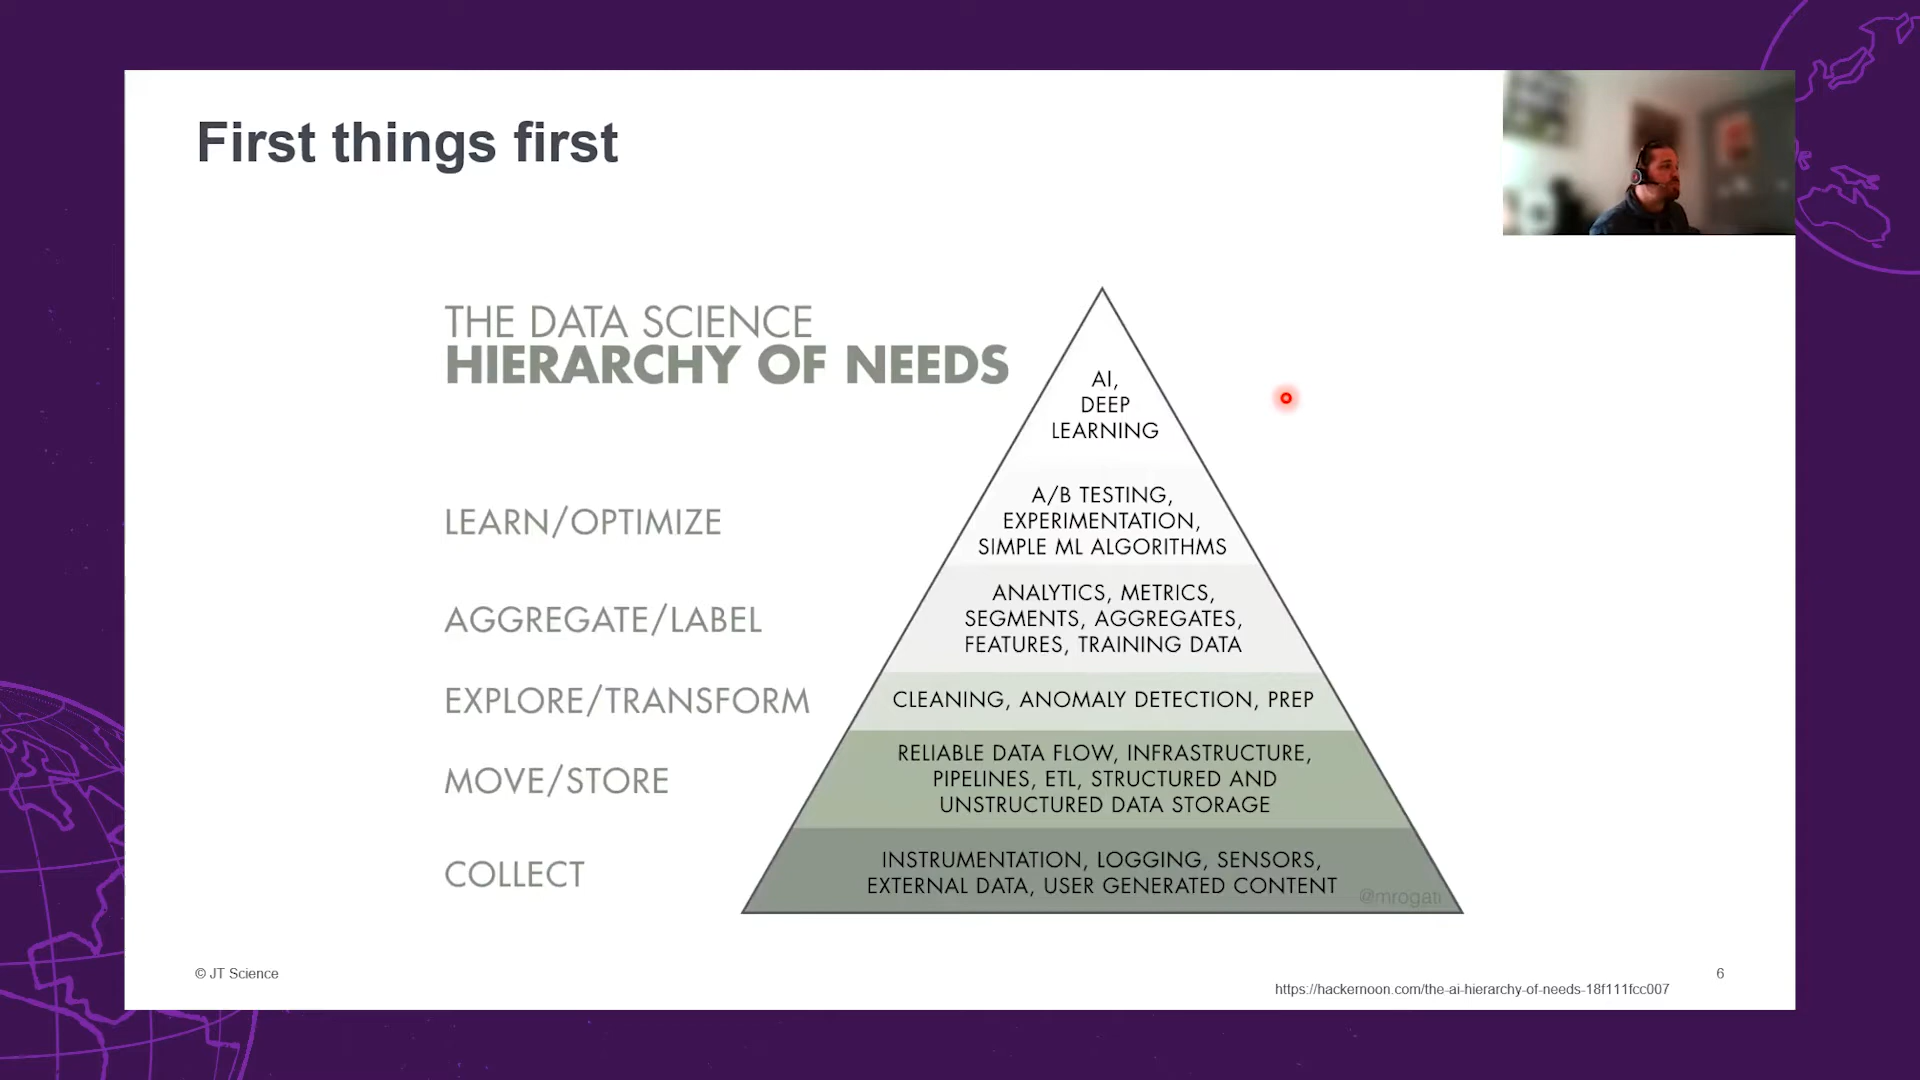 First things first
THE DATA SCIENCE
HIERARCHY OF NEEDS
AI,
DEEP
LEARNING
LEARN/OPTIMIZE
A/B TESTING,
EXPERIMENTATION,
SIMPLE ML ALGORITHMS
AGGREGATE/LABEL
ANALYTICS, METRICS,
SEGMENTS, AGGREGATES,
FEATURES, TRAINING DATA
EXPLORE/TRANSFORM
CLEANING, ANOMALY DETECTION, PREP
MOVE/STORE
RELIABLE DATA FLOW, INFRASTRUCTURE,
PIPELINES, ETL, STRUCTURED AND
UNSTRUCTURED DATA STORAGE
COLLECT
INSTRUMENTATION, LOGGING, SENSORS,
EXTERNAL DATA, USER GENERATED CONTENT
@mrogati
© JT Science
6
https://hackernoon.com/the-ai-hierarchy-of-needs-18f111fcc007